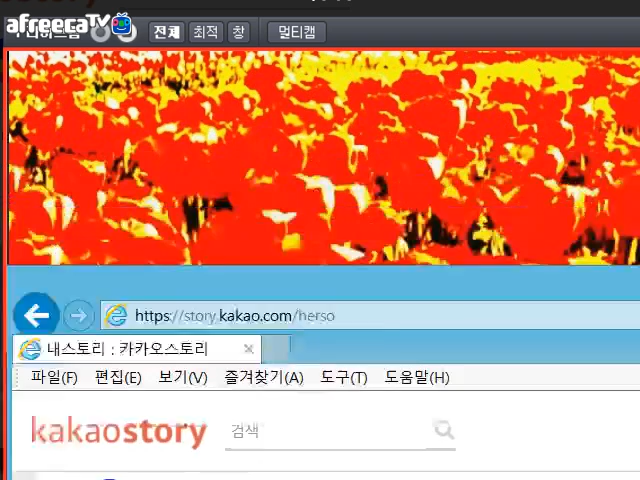 afreecaTV
전체 최적 창 멀티캠
https://story.kakao.com/herso
내스토리 : 카카오스토리
파일(F) 편집(E) 보기(V) 즐겨찾기(A) 도구(T) 도움말(H)
kakaostory 검색